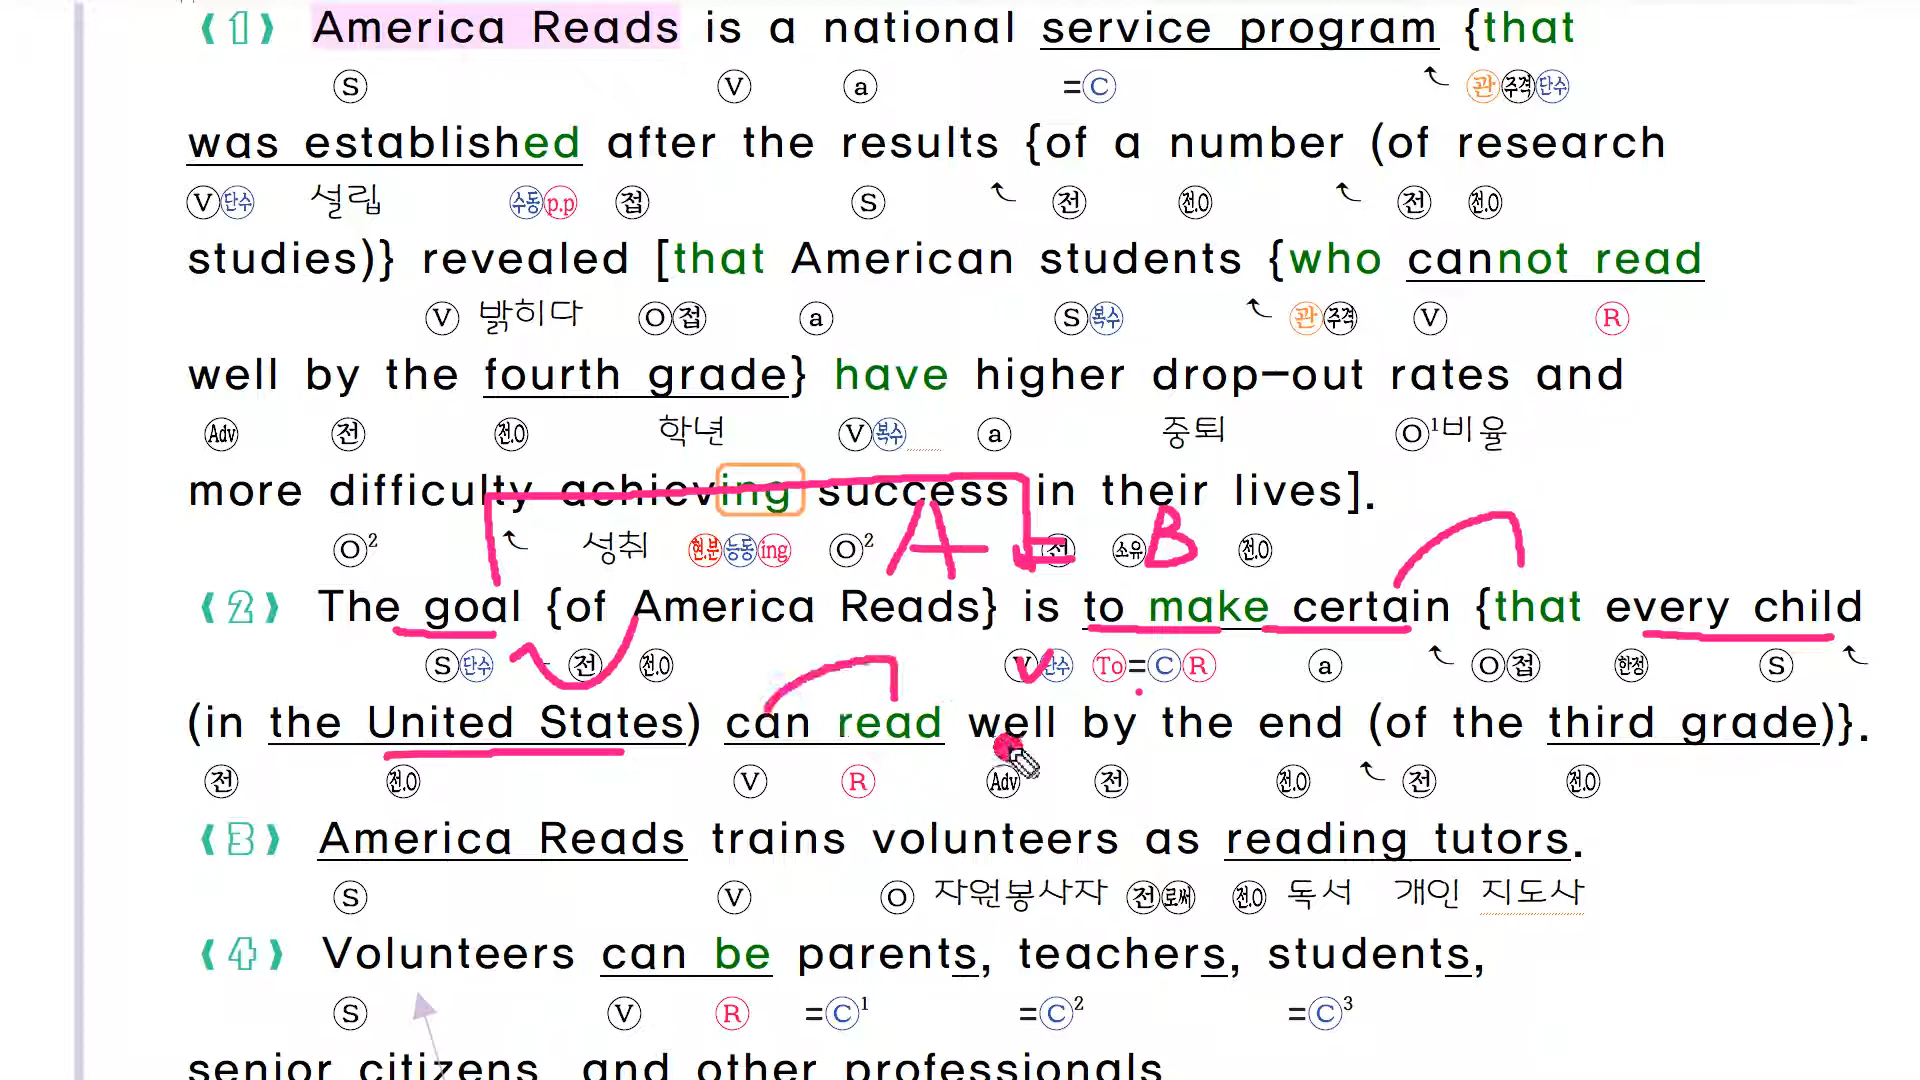 (1) America Reads is a national service program {that
S V a =C 관 주격 단수
was established after the results {of a number (of research
V 단수 설립 수동 p.p 접 S 전 전.O 전 전.O
studies)} revealed [that American students {who cannot read
V 밝히다 O 접 a S 복수 관 주격 V R
well by the fourth grade} have higher drop-out rates and
Adv 전 전.O 학년 V 복수 a 중퇴 O¹ 비율
more difficulty achieving success in their lives].
O² 성취 현.분 능동 ing O² A = 전 소유 B 전.O
(2) The goal {of America Reads} is to make certain {that every child
S 단수 전 전.O V 단수 To = C R a O 접 한정 S
(in the United States) can read well by the end (of the third grade)}.
전 전.O V R Adv 전 전.O 전 전.O
(3) America Reads trains volunteers as reading tutors.
S V O 자원봉사자 전 로써 전.O 독서 개인 지도사
(4) Volunteers can be parents, teachers, students,
S V R =C¹ =C² =C³
senior citizens and other professionals